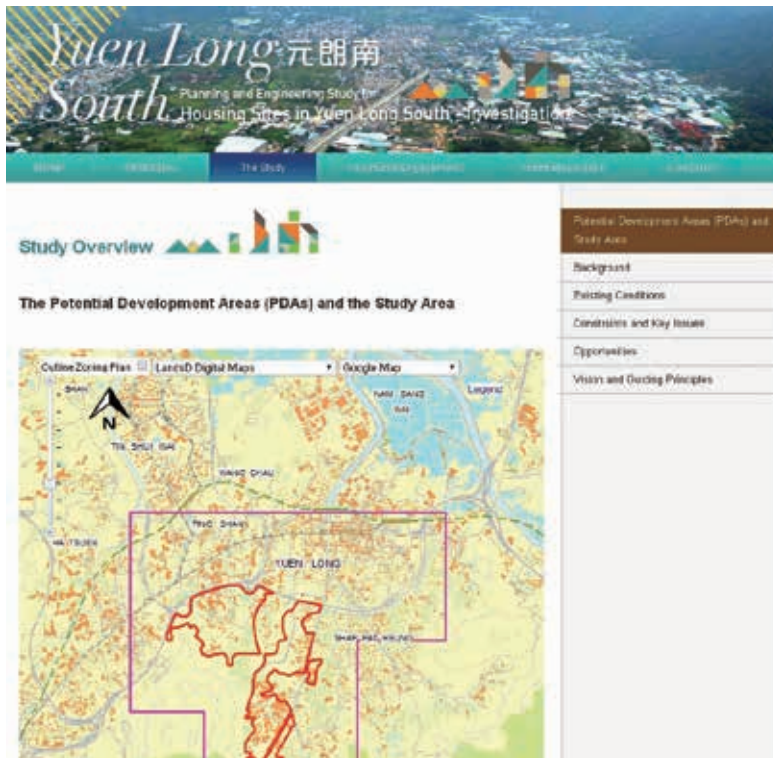 Yuen Long 元朗南
South
Planning and Engineering Study for
Housing Sites in Yuen Long South - Investigation
The Study
Study Overview
Potential Development Areas (PDAs) and
Study Area
Background
Existing Conditions
Constraints and Key Issues
Opportunities
Vision and Guiding Principles
The Potential Development Areas (PDAs) and the Study Area
Outline Zoning Plan
LandsD Digital Maps
Google Map
Legend
N
NAM SANG
WAI
TIN SHUI WAI
WANG CHAU
HA TSUEN
PING SHAN
YUEN LONG
SHAP PAT HEUNG